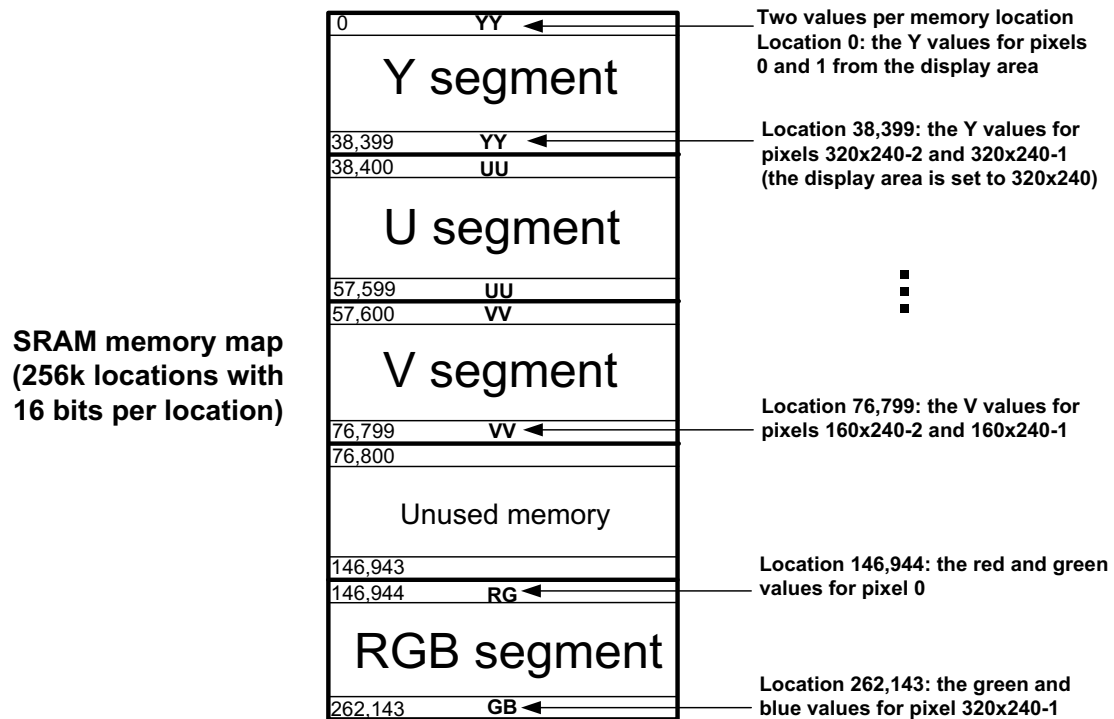 SRAM memory map
(256k locations with
16 bits per location)
0 YY
Y segment
38,399 YY
38,400 UU
U segment
57,599 UU
57,600 VV
V segment
76,799 VV
76,800
Unused memory
146,943
146,944 RG
RGB segment
262,143 GB
Two values per memory location
Location 0: the Y values for pixels
0 and 1 from the display area
Location 38,399: the Y values for
pixels 320x240-2 and 320x240-1
(the display area is set to 320x240)
Location 76,799: the V values for
pixels 160x240-2 and 160x240-1
Location 146,944: the red and green
values for pixel 0
Location 262,143: the green and
blue values for pixel 320x240-1